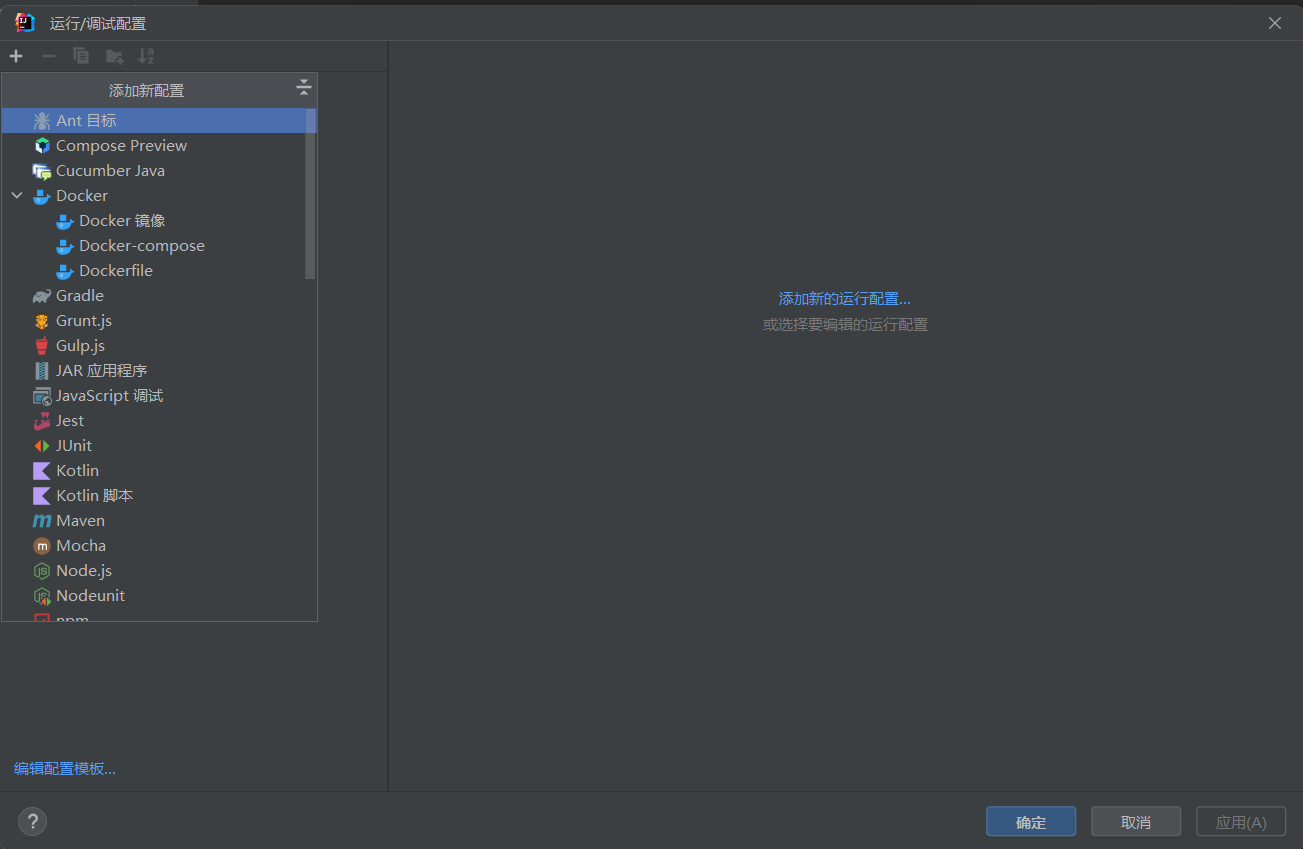 运行/调试配置
添加新配置
Ant 目标
Compose Preview
Cucumber Java
Docker
Docker 镜像
Docker-compose
Dockerfile
Gradle
Grunt.js
Gulp.js
JAR 应用程序
JavaScript 调试
Jest
JUnit
Kotlin
Kotlin 脚本
Maven
Mocha
Node.js
Nodeunit
npm
添加新的运行配置...
或选择要编辑的运行配置
编辑配置模板...
?
确定
取消
应用(A)